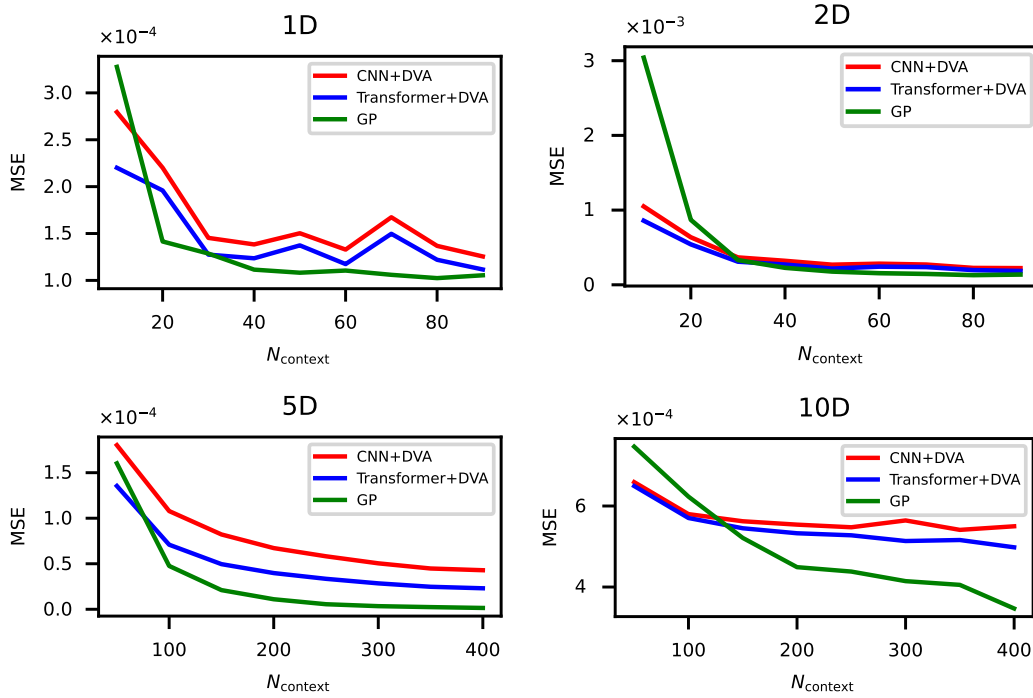 1D
×10⁻⁴
MSE
3.0
2.5
2.0
1.5
1.0
CNN+DVA
Transformer+DVA
GP
20 40 60 80
N_context
2D
×10⁻³
MSE
3
2
1
0
CNN+DVA
Transformer+DVA
GP
20 40 60 80
N_context
5D
×10⁻⁴
MSE
1.5
1.0
0.5
0.0
CNN+DVA
Transformer+DVA
GP
100 200 300 400
N_context
10D
×10⁻⁴
MSE
6
4
CNN+DVA
Transformer+DVA
GP
100 200 300 400
N_context